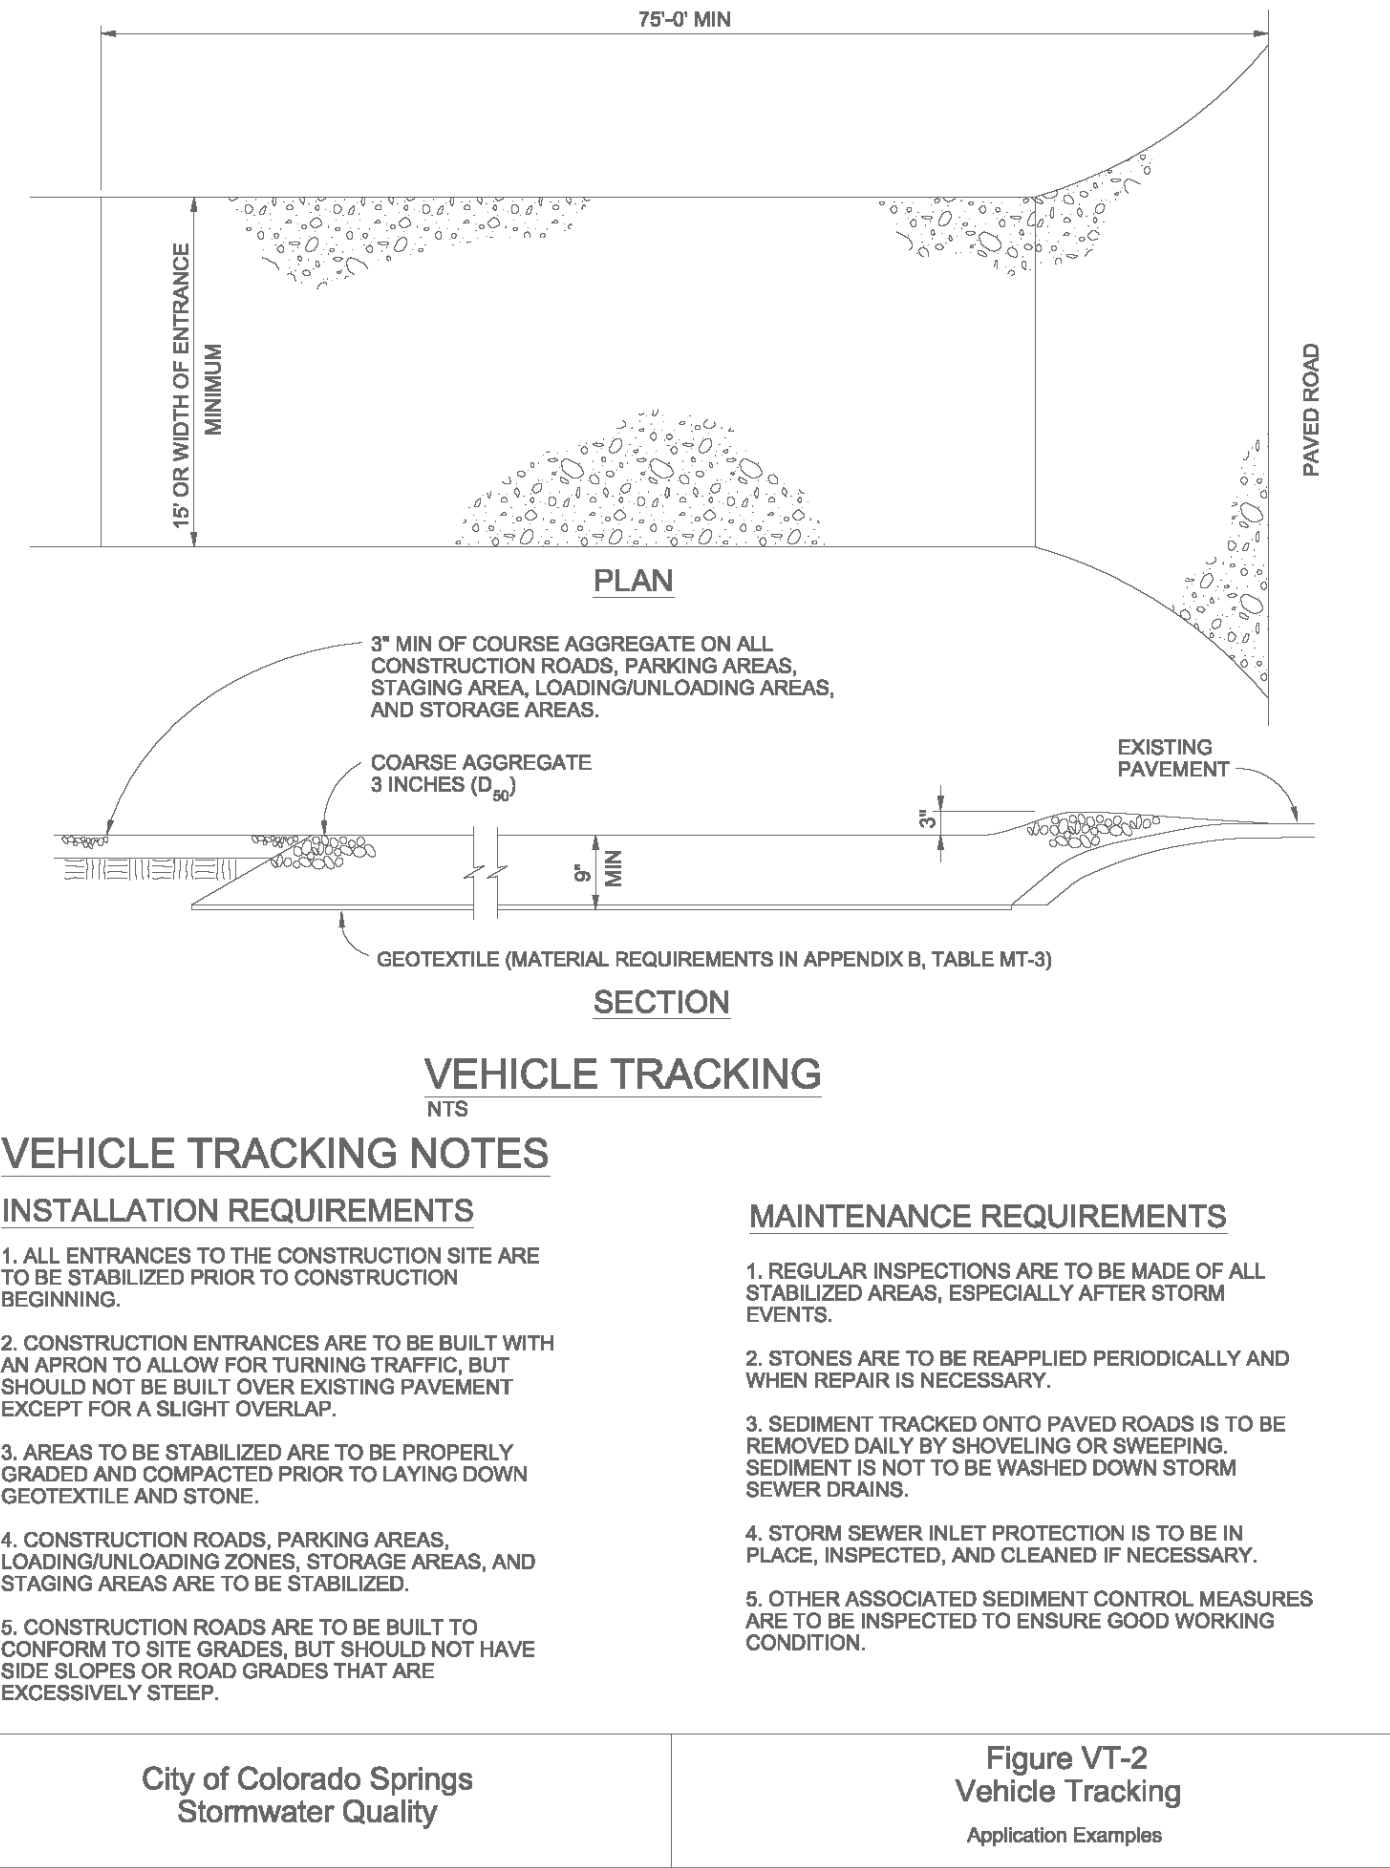 75'-0' MIN
15' OR WIDTH OF ENTRANCE
MINIMUM
PAVED ROAD
PLAN
3" MIN OF COURSE AGGREGATE ON ALL
CONSTRUCTION ROADS, PARKING AREAS,
STAGING AREA, LOADING/UNLOADING AREAS,
AND STORAGE AREAS.
COARSE AGGREGATE
3 INCHES (D50)
EXISTING
PAVEMENT
3"
9"
MIN
GEOTEXTILE (MATERIAL REQUIREMENTS IN APPENDIX B, TABLE MT-3)
SECTION
VEHICLE TRACKING
NTS
VEHICLE TRACKING NOTES
INSTALLATION REQUIREMENTS
1. ALL ENTRANCES TO THE CONSTRUCTION SITE ARE
TO BE STABILIZED PRIOR TO CONSTRUCTION
BEGINNING.
2. CONSTRUCTION ENTRANCES ARE TO BE BUILT WITH
AN APRON TO ALLOW FOR TURNING TRAFFIC, BUT
SHOULD NOT BE BUILT OVER EXISTING PAVEMENT
EXCEPT FOR A SLIGHT OVERLAP.
3. AREAS TO BE STABILIZED ARE TO BE PROPERLY
GRADED AND COMPACTED PRIOR TO LAYING DOWN
GEOTEXTILE AND STONE.
4. CONSTRUCTION ROADS, PARKING AREAS,
LOADING/UNLOADING ZONES, STORAGE AREAS, AND
STAGING AREAS ARE TO BE STABILIZED.
5. CONSTRUCTION ROADS ARE TO BE BUILT TO
CONFORM TO SITE GRADES, BUT SHOULD NOT HAVE
SIDE SLOPES OR ROAD GRADES THAT ARE
EXCESSIVELY STEEP.
MAINTENANCE REQUIREMENTS
1. REGULAR INSPECTIONS ARE TO BE MADE OF ALL
STABILIZED AREAS, ESPECIALLY AFTER STORM
EVENTS.
2. STONES ARE TO BE REAPPLIED PERIODICALLY AND
WHEN REPAIR IS NECESSARY.
3. SEDIMENT TRACKED ONTO PAVED ROADS IS TO BE
REMOVED DAILY BY SHOVELING OR SWEEPING.
SEDIMENT IS NOT TO BE WASHED DOWN STORM
SEWER DRAINS.
4. STORM SEWER INLET PROTECTION IS TO BE IN
PLACE, INSPECTED, AND CLEANED IF NECESSARY.
5. OTHER ASSOCIATED SEDIMENT CONTROL MEASURES
ARE TO BE INSPECTED TO ENSURE GOOD WORKING
CONDITION.
City of Colorado Springs
Stormwater Quality
Figure VT-2
Vehicle Tracking
Application Examples